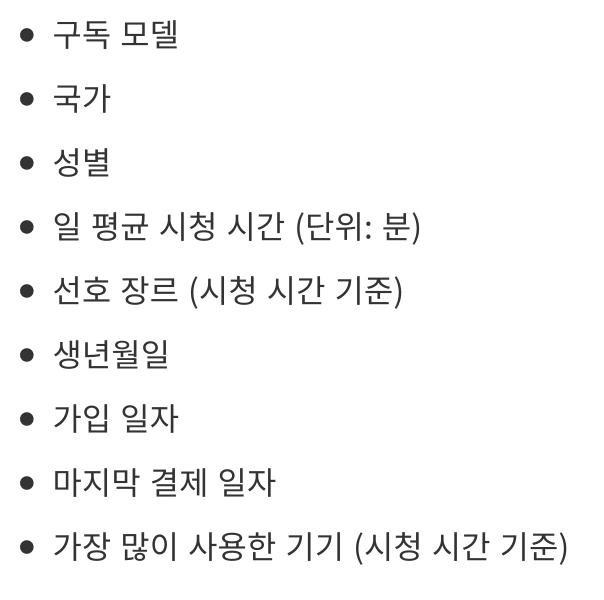 • 구독 모델
• 국가
• 성별
• 일 평균 시청 시간 (단위: 분)
• 선호 장르 (시청 시간 기준)
• 생년월일
• 가입 일자
• 마지막 결제 일자
• 가장 많이 사용한 기기 (시청 시간 기준)